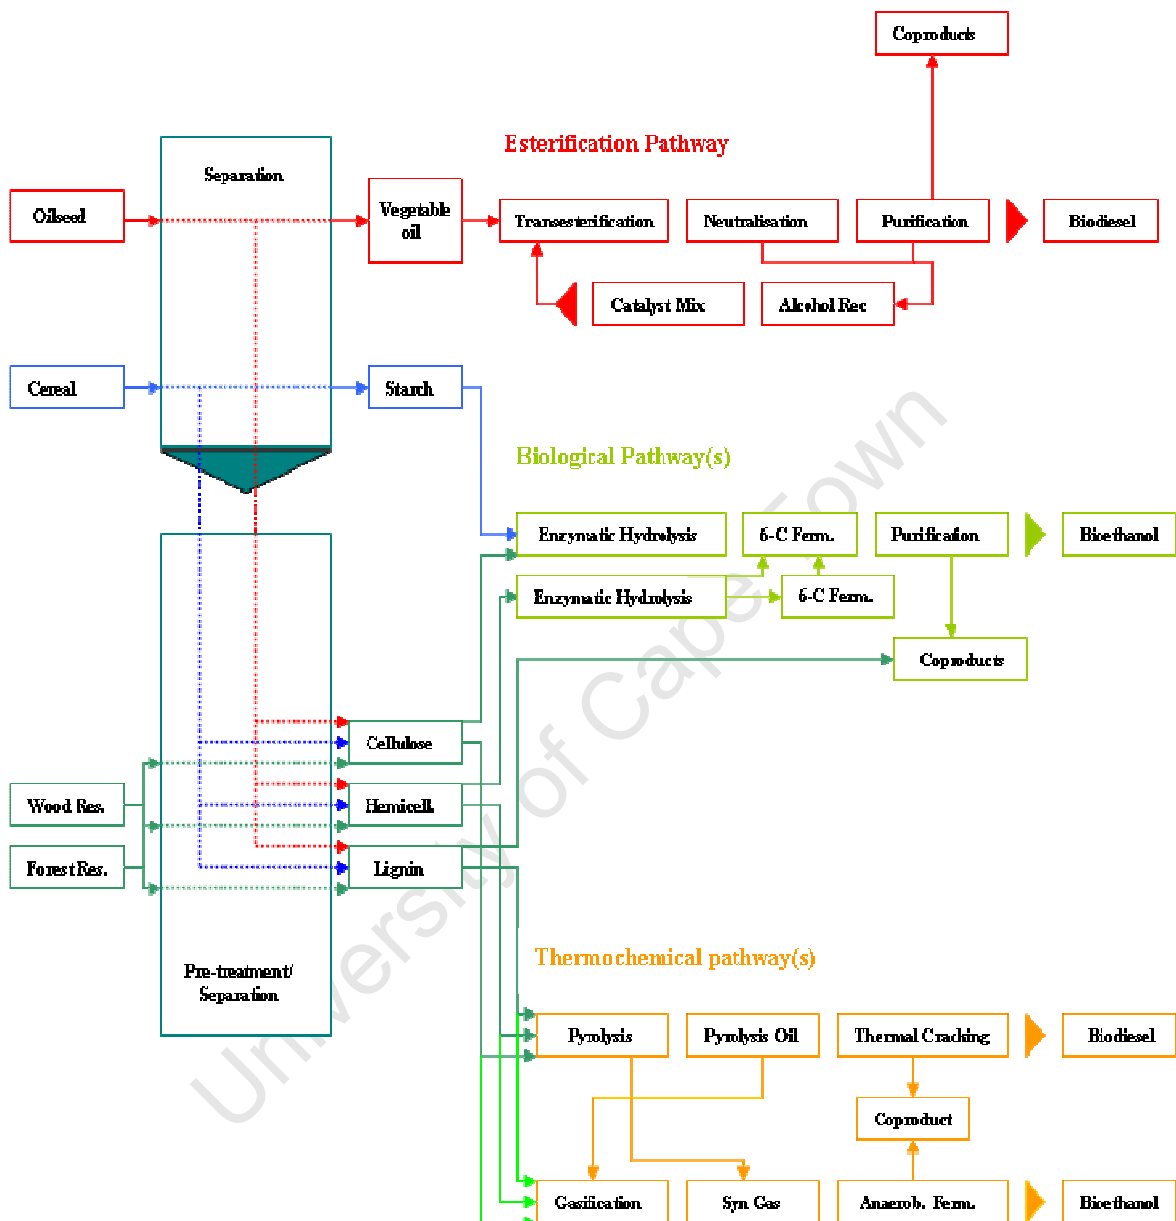 Coproducts
Esterification Pathway
Separation
Oilseed
Vegetable
oil
Transesterification
Neutralisation
Purification
Biodiesel
Catalyst Mix
Alcohol Rec
Cereal
Starch
Biological Pathway(s)
Enzymatic Hydrolysis
6-C Ferm.
Purification
Bioethanol
Enzymatic Hydrolysis
6-C Ferm.
Coproducts
Cellulose
Wood Res.
Hemicell.
Forest Res.
Lignin
Thermochemical pathway(s)
Pre-treatment/
Separation
Pyrolysis
Pyrolysis Oil
Thermal Cracking
Biodiesel
Coproduct
Gasification
Syn Gas
Anaerob. Ferm.
Bioethanol
University of Cape Town